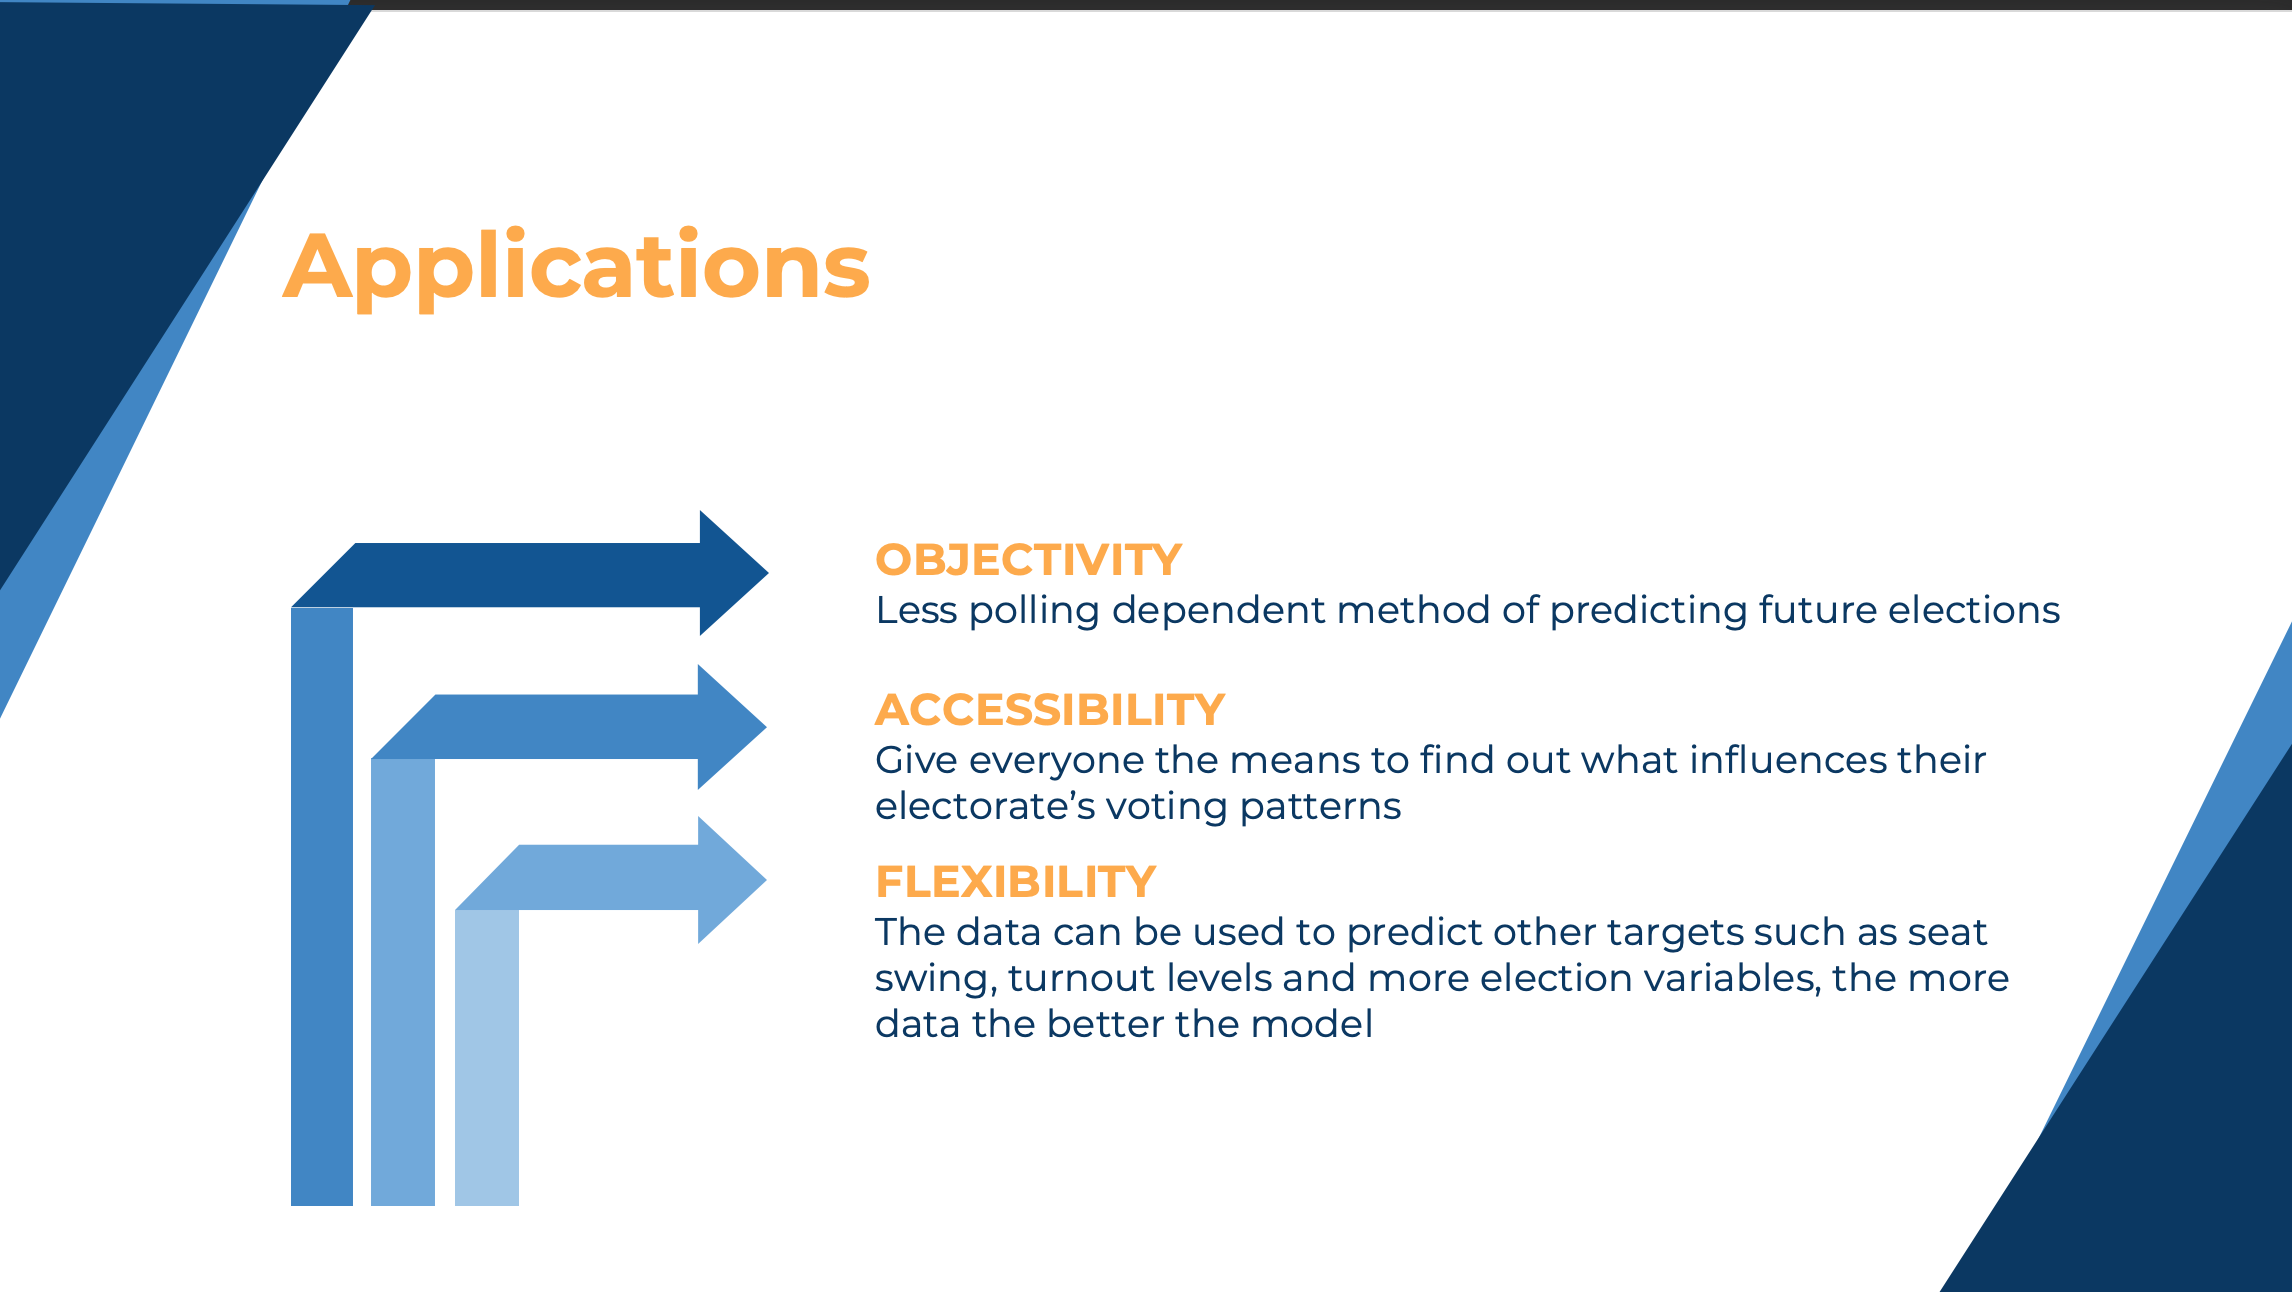 Applications
OBJECTIVITY
Less polling dependent method of predicting future elections
ACCESSIBILITY
Give everyone the means to find out what influences their
electorate’s voting patterns
FLEXIBILITY
The data can be used to predict other targets such as seat
swing, turnout levels and more election variables, the more
data the better the model